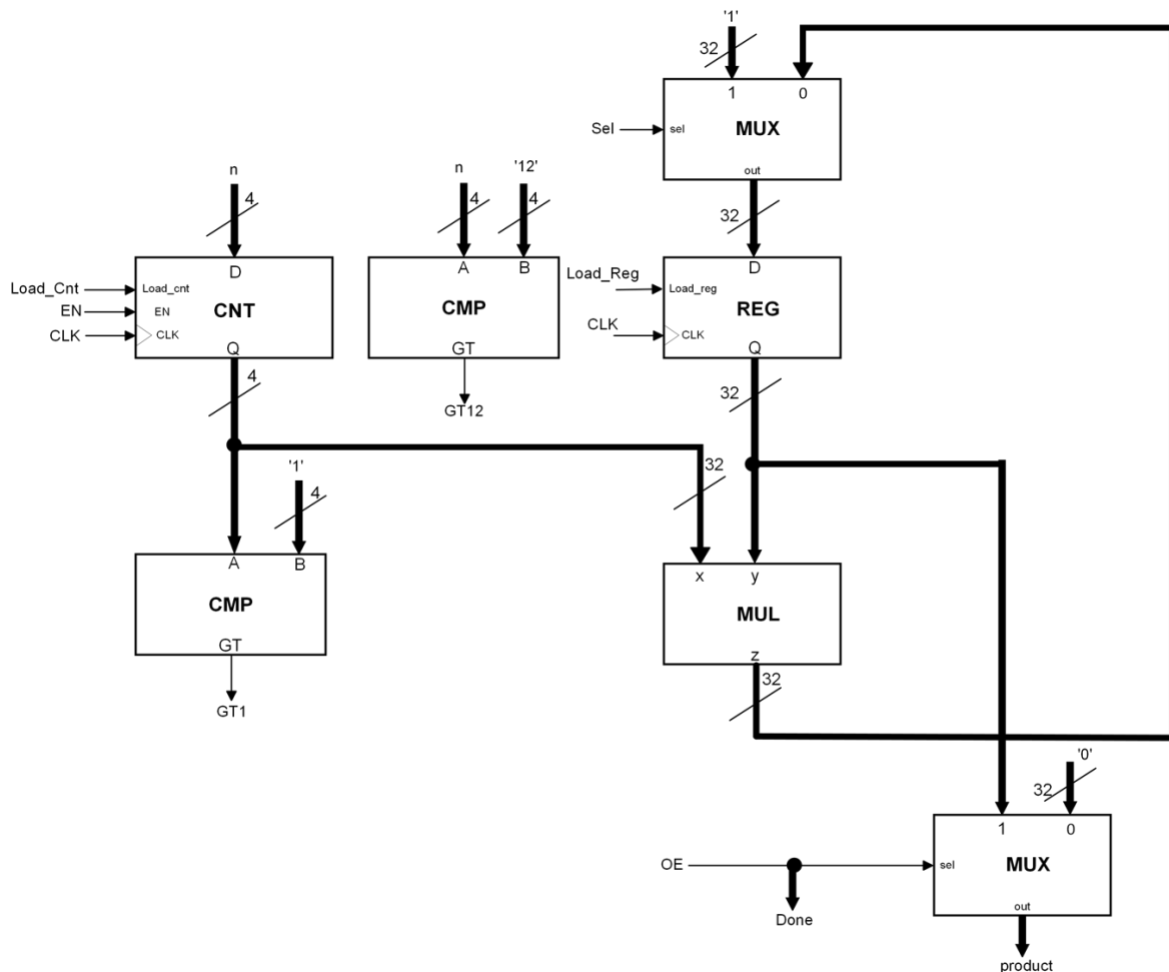 '1'
32
1 0
Sel
sel
MUX
out
32
n
4
D
Load_Cnt
Load_cnt
EN
EN
CLK
CLK
CNT
Q
4
n
'12'
4
4
A B
CMP
GT
GT12
D
Load_Reg
Load_reg
CLK
CLK
REG
Q
32
'1'
4
A B
CMP
GT
GT1
32
x y
MUL
z
32
'0'
32
1 0
OE
sel
MUX
out
Done
product